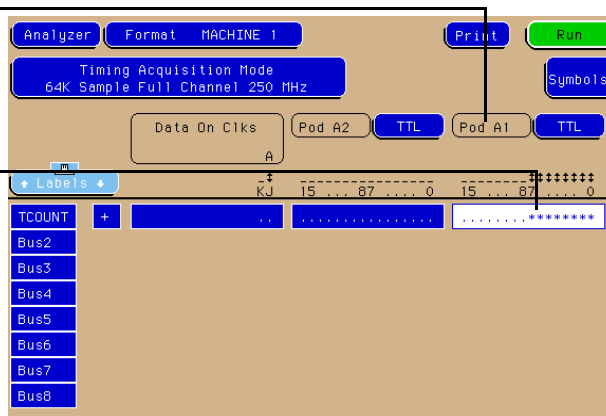 Analyzer Format MACHINE 1 Print Run
Timing Acquisition Mode
64K Sample Full Channel 250 MHz
Symbols
Data On Clks Pod A2 TTL Pod A1 TTL
A
Labels
KJ 15 ... 87 .... 0 15 ... 87 .... 0
TCOUNT + .. ................ ........********
Bus2
Bus3
Bus4
Bus5
Bus6
Bus7
Bus8